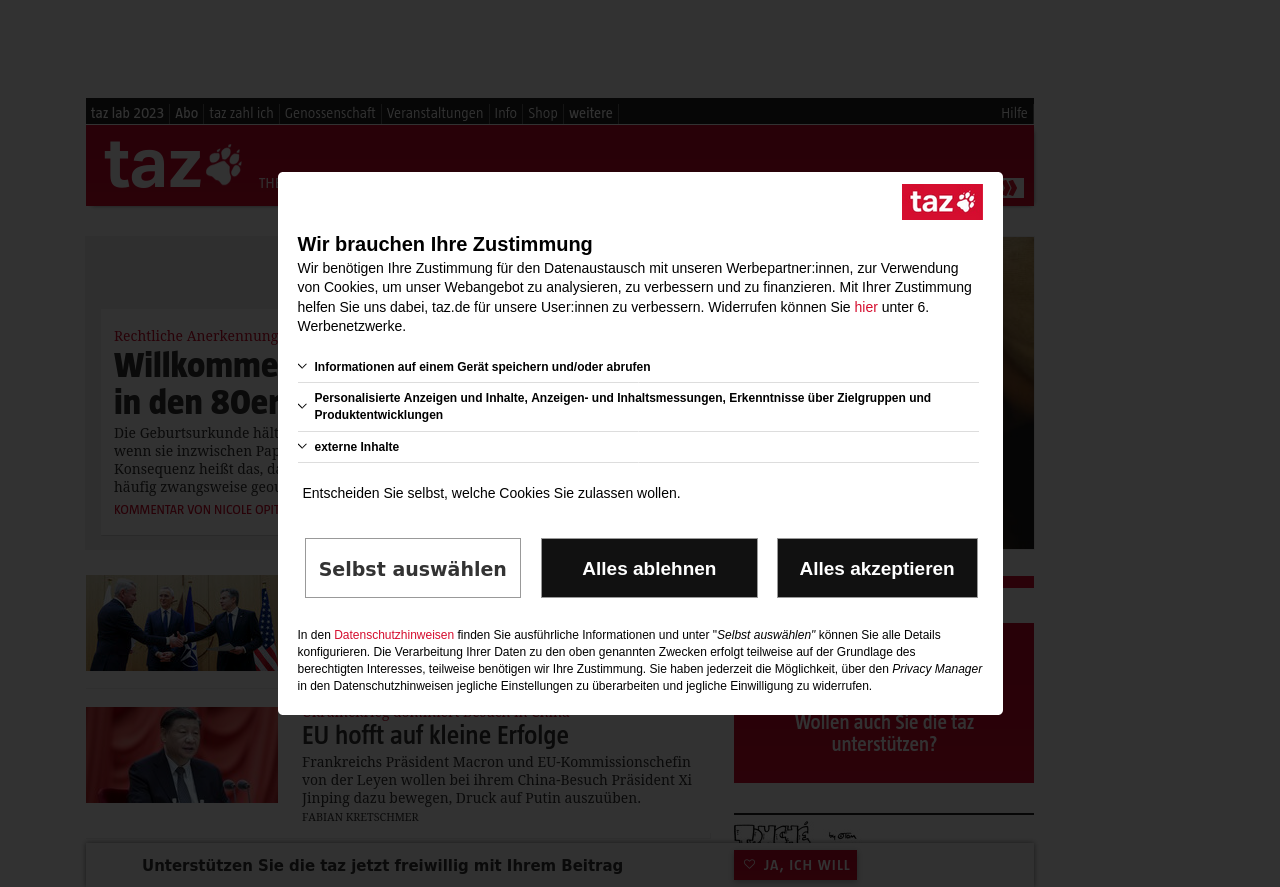 taz lab 2023 Abo taz zahl ich Genossenschaft Veranstaltungen Info Shop weitere Hilfe
taz
taz
Wir brauchen Ihre Zustimmung
Wir benötigen Ihre Zustimmung für den Datenaustausch mit unseren Werbepartner:innen, zur Verwendung
von Cookies, um unser Webangebot zu analysieren, zu verbessern und zu finanzieren. Mit Ihrer Zustimmung
helfen Sie uns dabei, taz.de für unsere User:innen zu verbessern. Widerrufen können Sie hier unter 6.
Werbenetzwerke.
Informationen auf einem Gerät speichern und/oder abrufen
Personalisierte Anzeigen und Inhalte, Anzeigen- und Inhaltsmessungen, Erkenntnisse über Zielgruppen und
Produktentwicklungen
externe Inhalte
Entscheiden Sie selbst, welche Cookies Sie zulassen wollen.
Selbst auswählen Alles ablehnen Alles akzeptieren
In den Datenschutzhinweisen finden Sie ausführliche Informationen und unter "Selbst auswählen" können Sie alle Details
konfigurieren. Die Verarbeitung Ihrer Daten zu den oben genannten Zwecken erfolgt teilweise auf der Grundlage des
berechtigten Interesses, teilweise benötigen wir Ihre Zustimmung. Sie haben jederzeit die Möglichkeit, über den Privacy Manager
in den Datenschutzhinweisen jegliche Einstellungen zu überarbeiten und jegliche Einwilligung zu widerrufen.
Rechtliche Anerkennung
Willkomme
in den 80er
Die Geburtsurkunde hält
wenn sie inzwischen Pap
Konsequenz heißt das, da
häufig zwangsweise geou
KOMMENTAR VON NICOLE OPIT
EU hofft auf kleine Erfolge
Frankreichs Präsident Macron und EU-Kommissionschefin
von der Leyen wollen bei ihrem China-Besuch Präsident Xi
Jinping dazu bewegen, Druck auf Putin auszuüben.
FABIAN KRETSCHMER
Wollen auch Sie die taz
unterstützen?
Unterstützen Sie die taz jetzt freiwillig mit Ihrem Beitrag
JA, ICH WILL